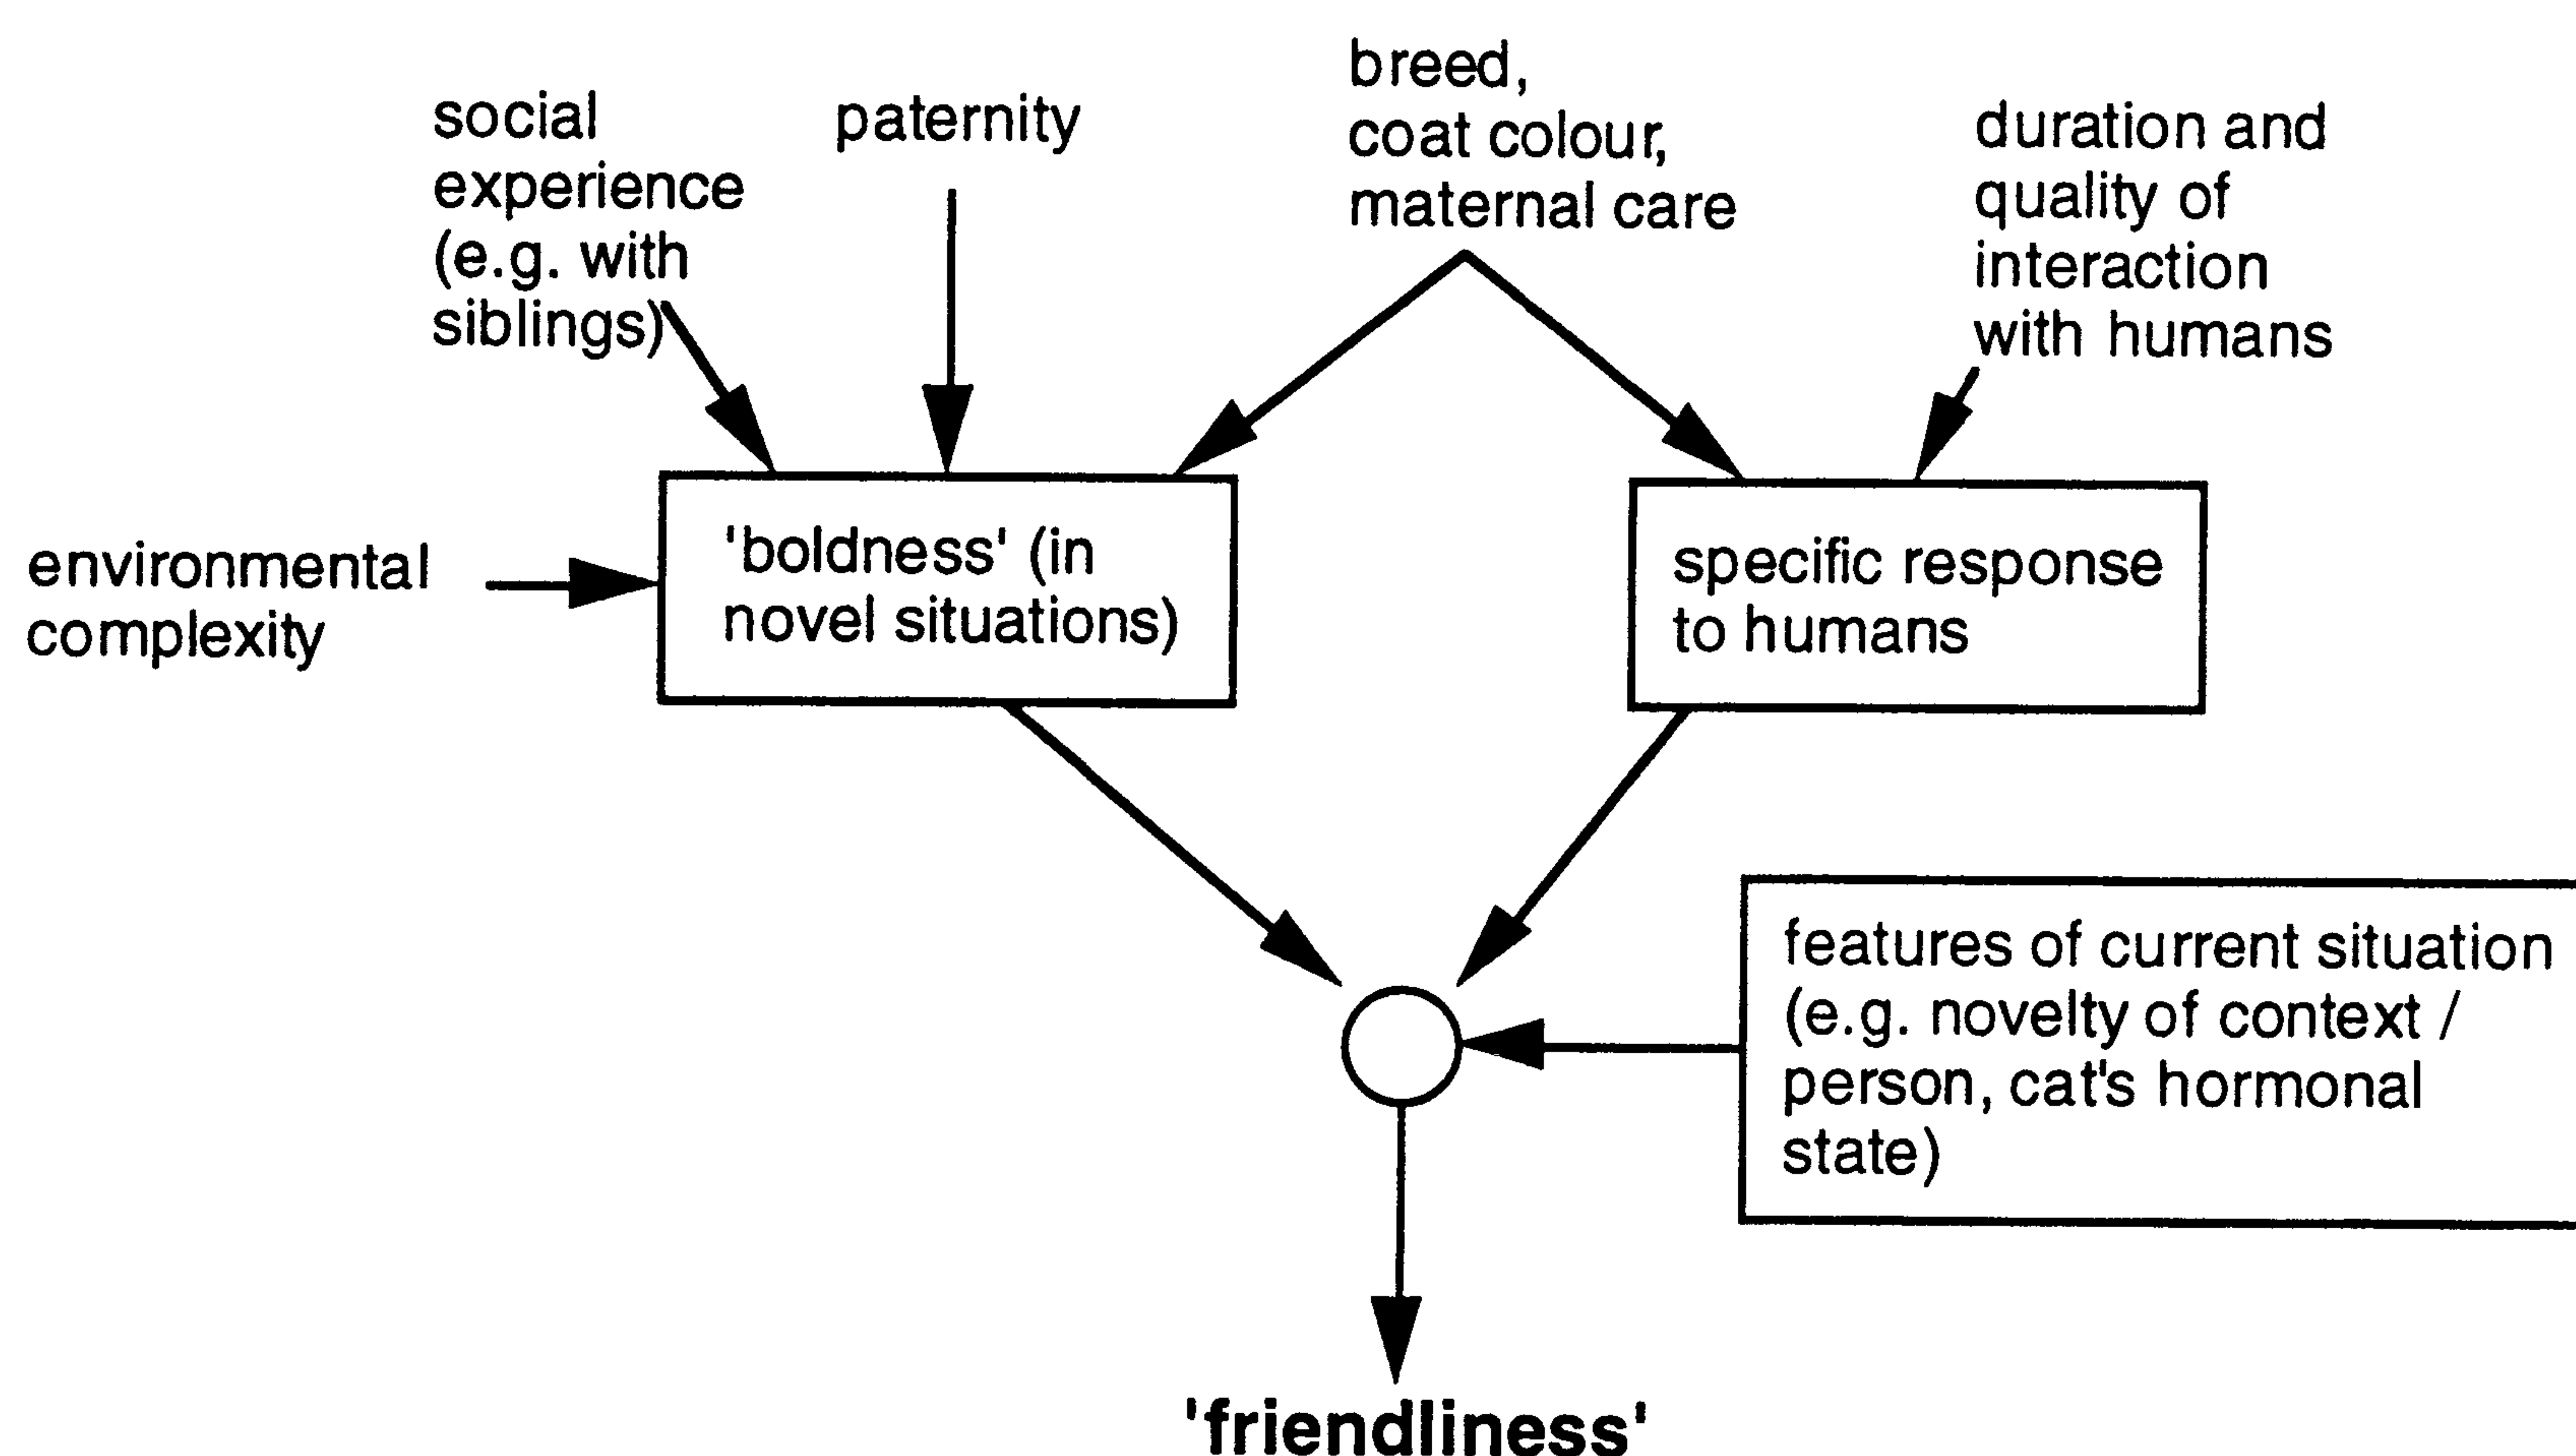 social
experience
(e.g. with
siblings)
paternity
breed,
coat colour,
maternal care
duration and
quality of
interaction
with humans
environmental
complexity
'boldness' (in
novel situations)
specific response
to humans
features of current situation
(e.g. novelty of context /
person, cat's hormonal
state)
'friendliness'